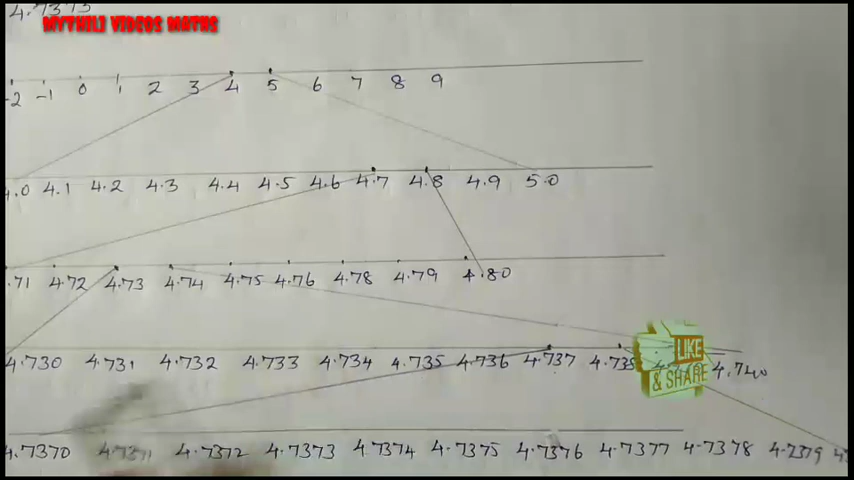 4.7375
MYTHILI VIDEOS MATHS
-2 -1 0 1 2 3 4 5 6 7 8 9
4.0 4.1 4.2 4.3 4.4 4.5 4.6 4.7 4.8 4.9 5.0
.71 4.72 4.73 4.74 4.75 4.76 4.78 4.79 4.80
4.730 4.731 4.732 4.733 4.734 4.735 4.736 4.737 4.738 4.740
LIKE
& SHARE
4.7370 4.7371 4.7372 4.7373 4.7374 4.7375 4.7376 4.7377 4.7378 4.7379